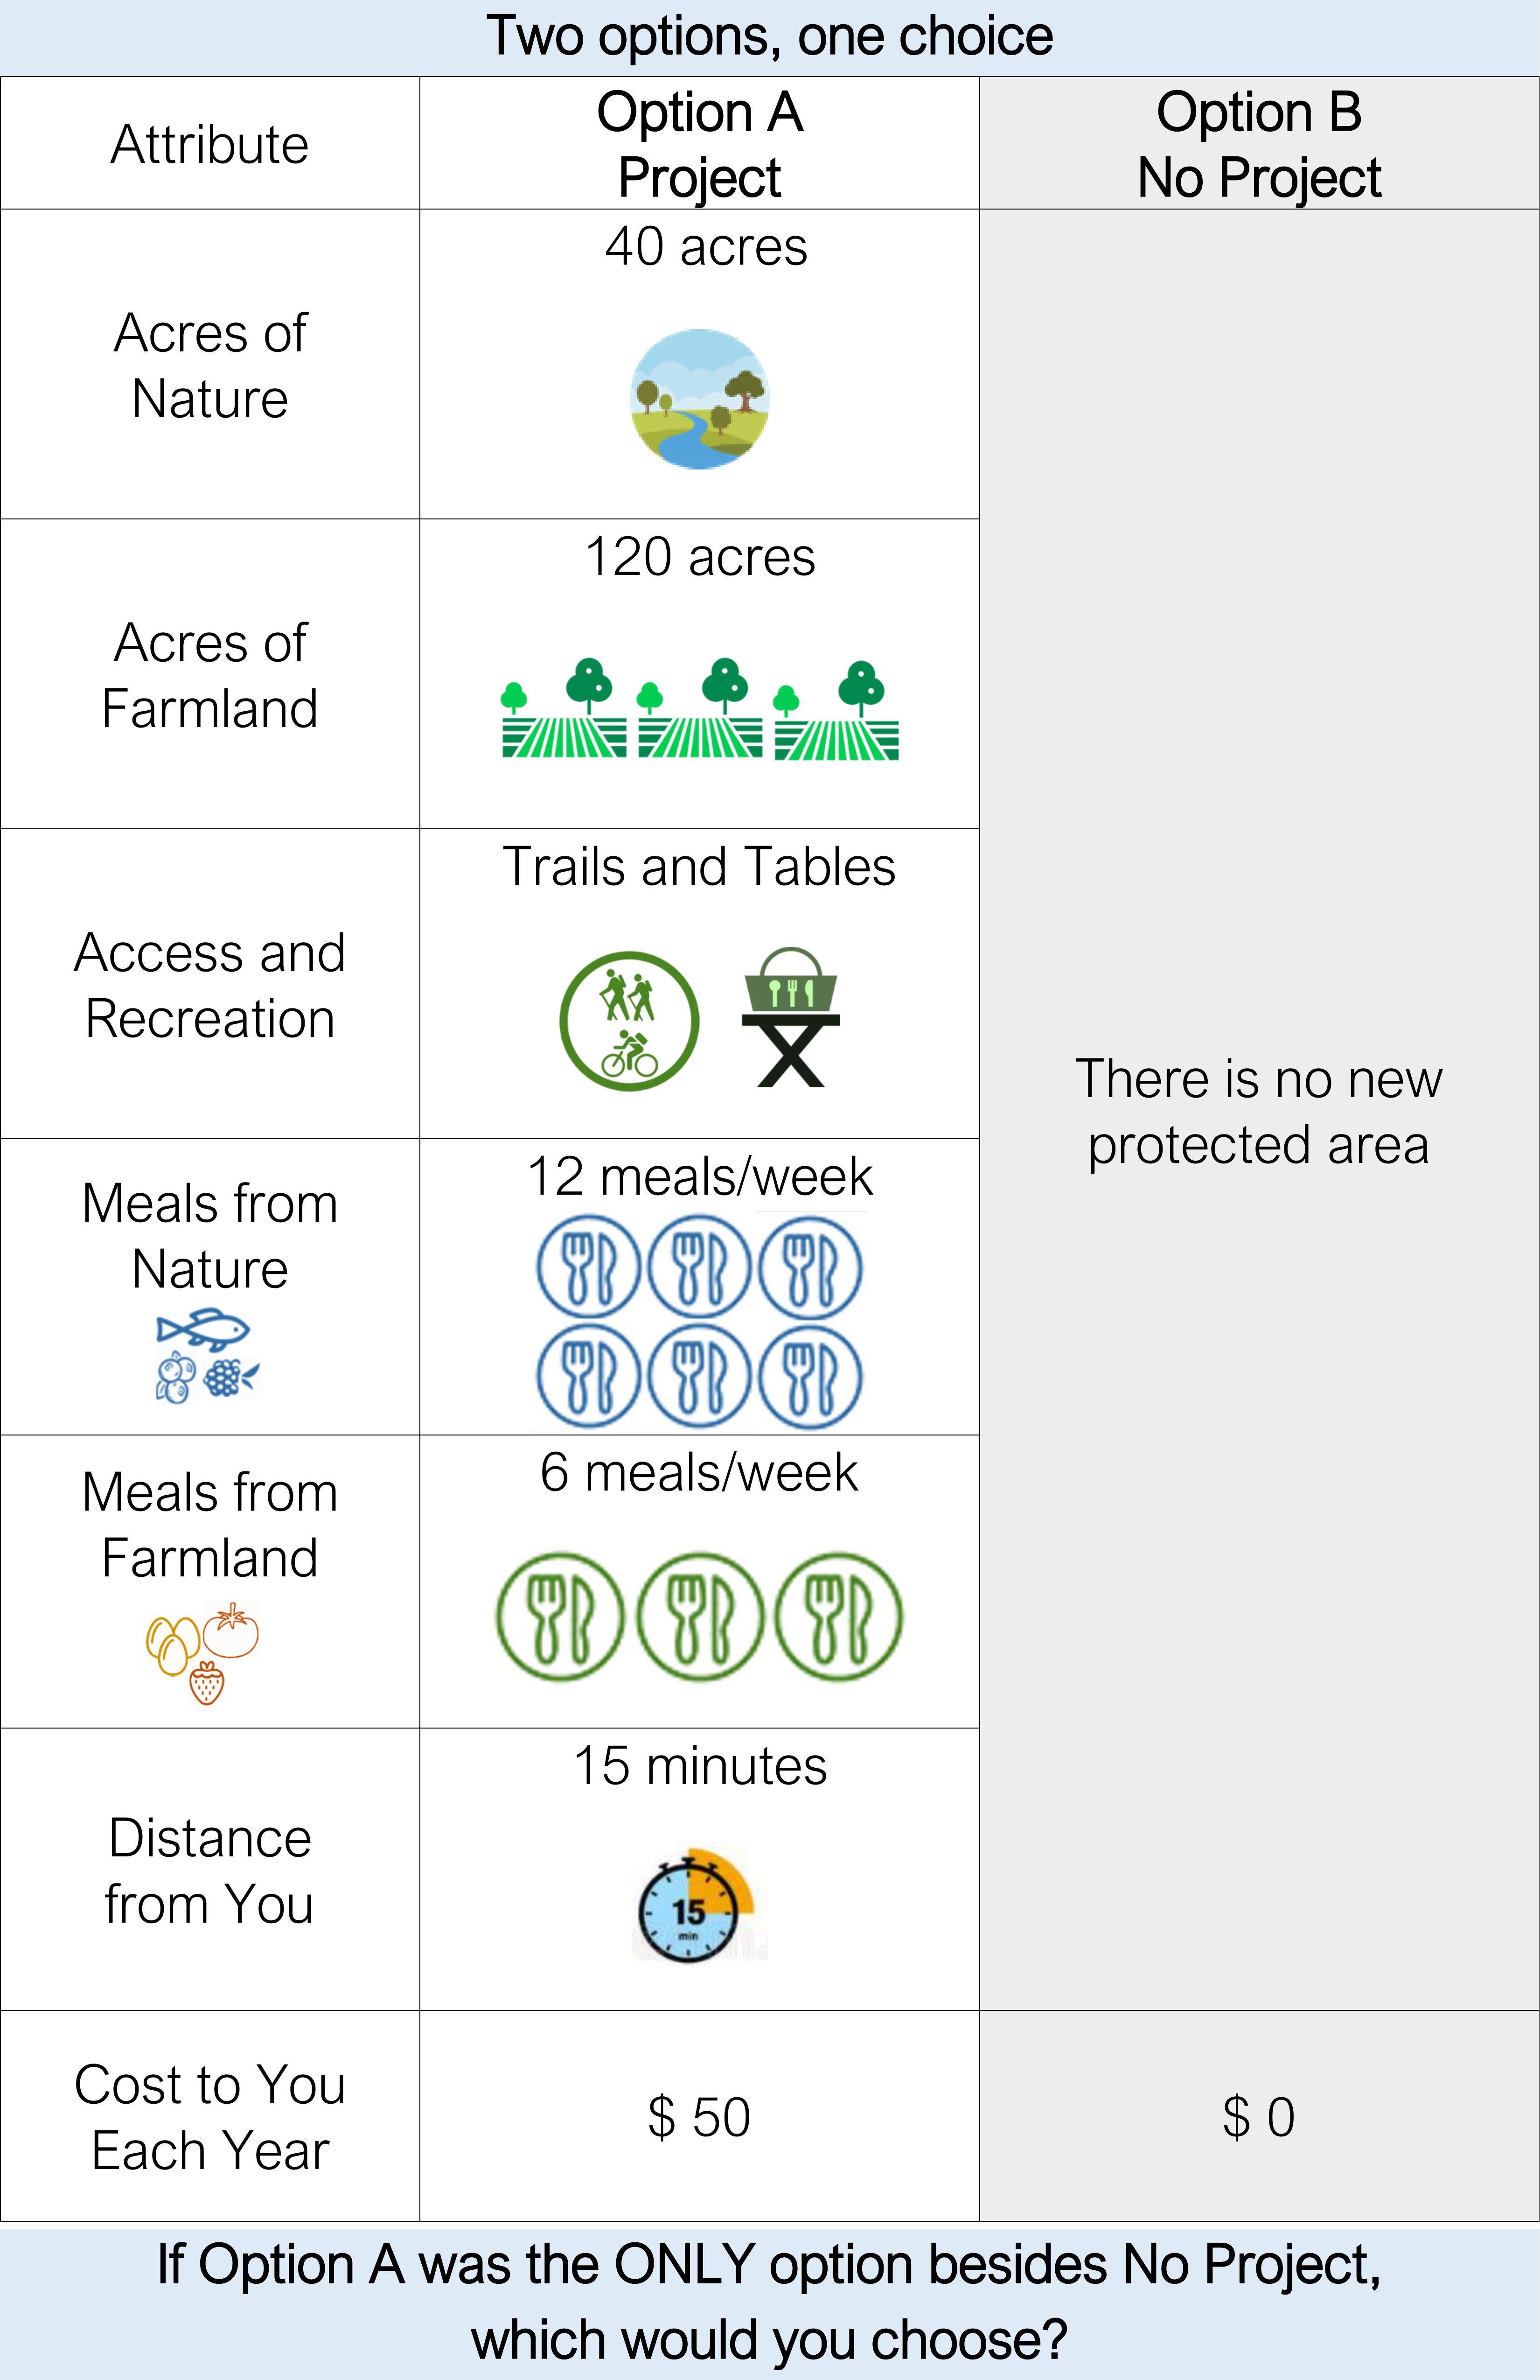 Two options, one choice
Attribute
Option A
Project
Option B
No Project
Acres of
Nature
40 acres
Acres of
Farmland
120 acres
Access and
Recreation
Trails and Tables
There is no new
protected area
Meals from
Nature
12 meals/week
Meals from
Farmland
6 meals/week
Distance
from You
15 minutes
15
min
Cost to You
Each Year
$ 50
$ 0
If Option A was the ONLY option besides No Project,
which would you choose?